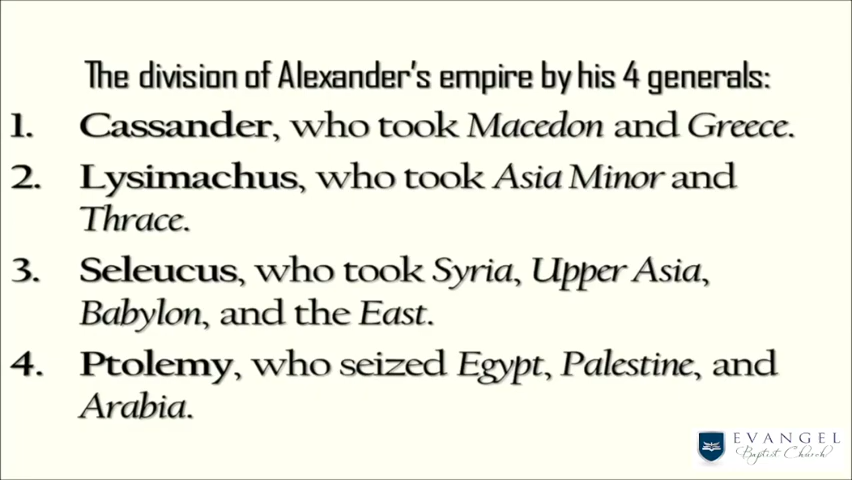 The division of Alexander's empire by his 4 generals:
1. Cassander, who took Macedon and Greece.
2. Lysimachus, who took Asia Minor and
Thrace.
3. Seleucus, who took Syria, Upper Asia,
Babylon, and the East.
4. Ptolemy, who seized Egypt, Palestine, and
Arabia.
EVANGEL
Baptist Church